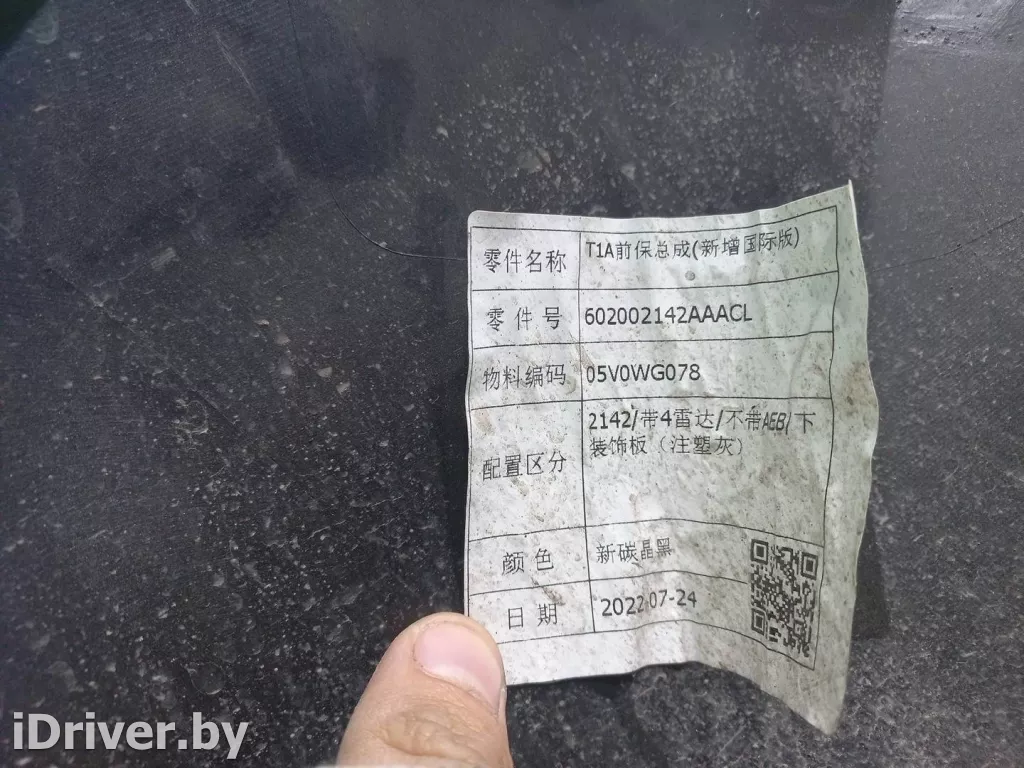 零件名称 T1A前保总成(新增国际版)
零件号 602002142AAACL
物料编码 05V0WG078
配置区分 2142/带4雷达/不带AEB/下
装饰板（注塑灰）
颜色 新碳晶黑
日期 2022-07-24
iDriver.by